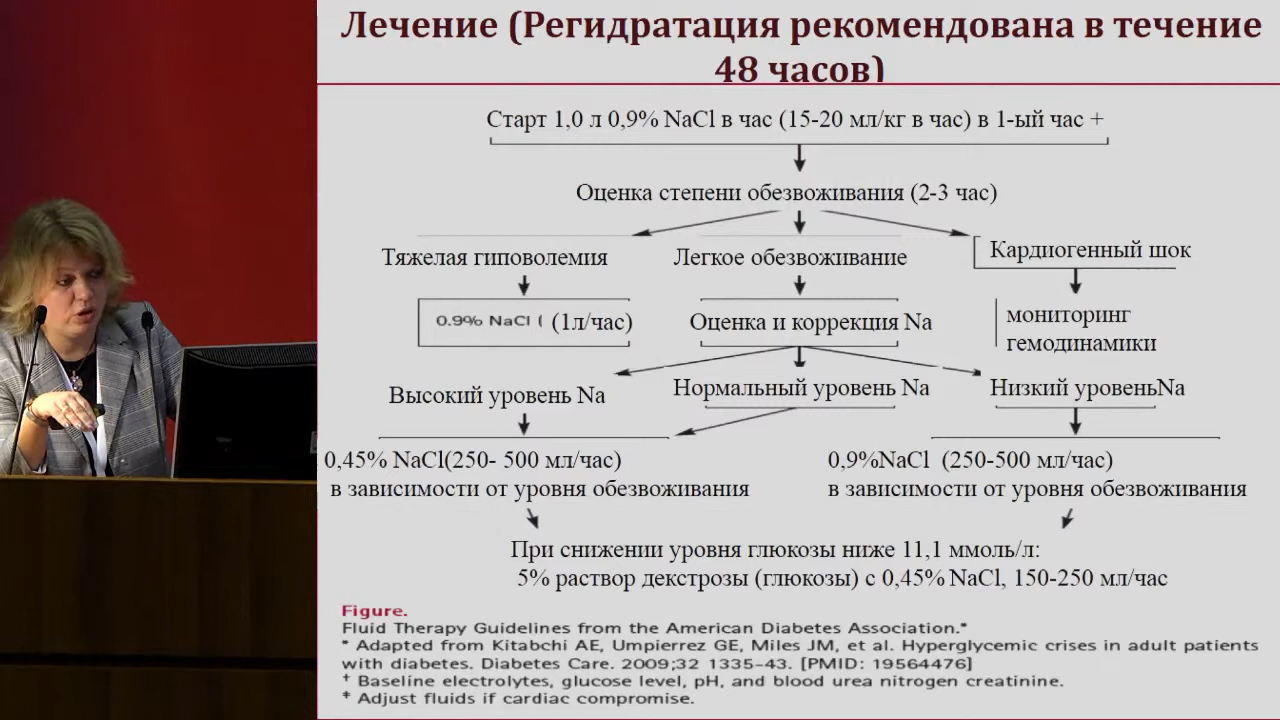 Лечение (Регидратация рекомендована в течение
48 часов)
Старт 1,0 л 0,9% NaCl в час (15-20 мл/кг в час) в 1-ый час +
Оценка степени обезвоживания (2-3 час)
Тяжелая гиповолемия
Легкое обезвоживание
Кардиогенный шок
0.9% NaCl ( (1л/час)
Оценка и коррекция Na
мониторинг
гемодинамики
Высокий уровень Na
Нормальный уровень Na
Низкий уровеньNa
0,45% NaCl(250- 500 мл/час)
в зависимости от уровня обезвоживания
0,9%NaCl (250-500 мл/час)
в зависимости от уровня обезвоживания
При снижении уровня глюкозы ниже 11,1 ммоль/л:
5% раствор декстрозы (глюкозы) с 0,45% NaCl, 150-250 мл/час
Figure.
Fluid Therapy Guidelines from the American Diabetes Association.*
* Adapted from Kitabchi AE, Umpierrez GE, Miles JM, et al. Hyperglycemic crises in adult patients
with diabetes. Diabetes Care. 2009;32 1335-43. [PMID: 19564476]
† Baseline electrolytes, glucose level, pH, and blood urea nitrogen creatinine.
‡ Adjust fluids if cardiac compromise.